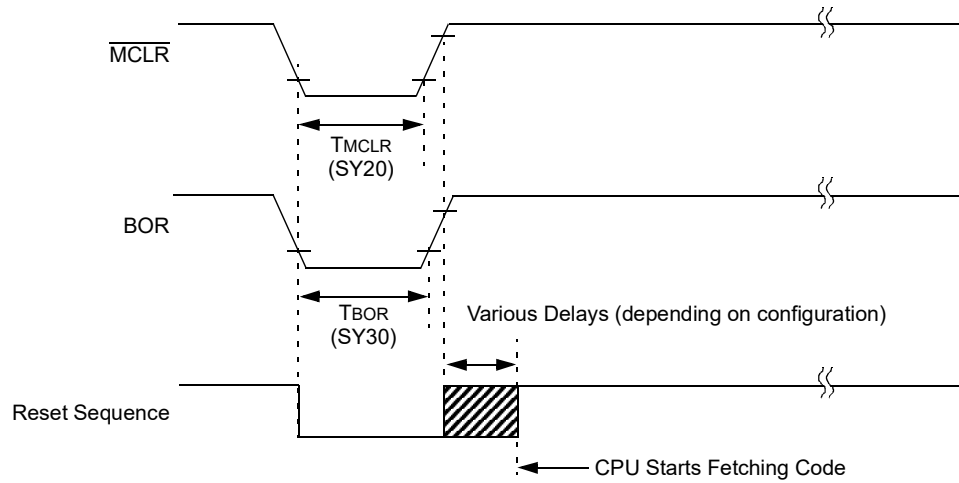 MCLR
TMCLR
(SY20)
BOR
TBOR
(SY30)
Various Delays (depending on configuration)
Reset Sequence
CPU Starts Fetching Code